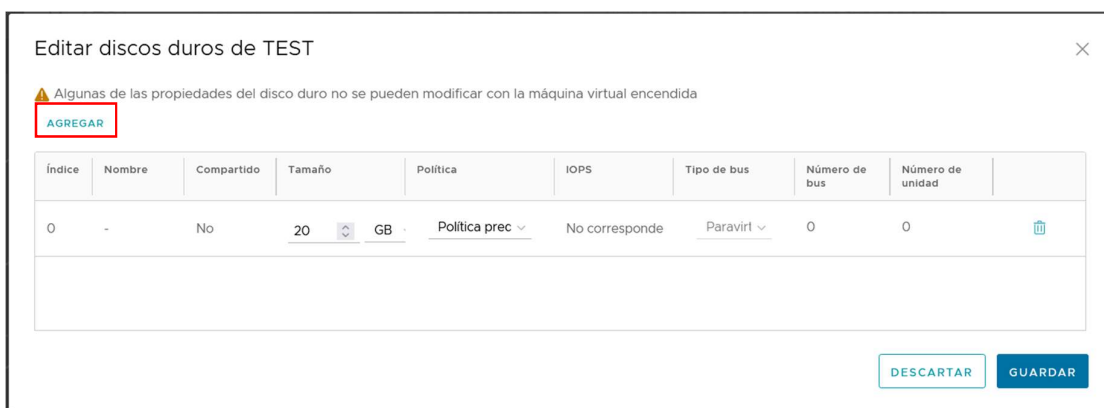 Editar discos duros de TEST
Algunas de las propiedades del disco duro no se pueden modificar con la máquina virtual encendida
AGREGAR
Índice Nombre Compartido Tamaño Política IOPS Tipo de bus Número de bus Número de unidad
0 - No 20 GB Política prec No corresponde Paravirt 0 0
DESCARTAR GUARDAR